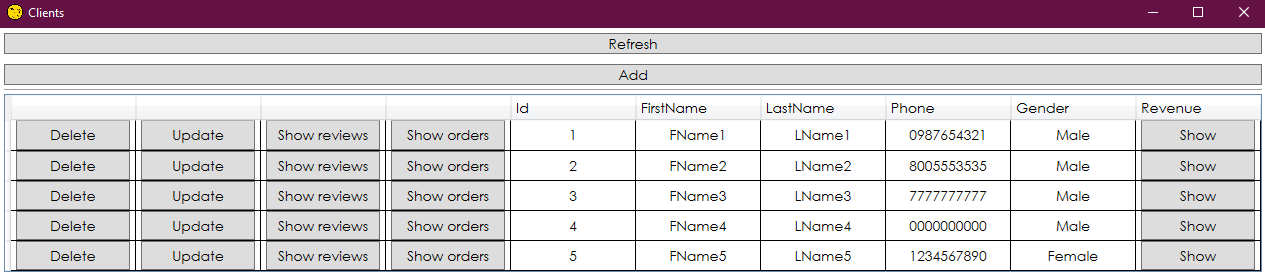 Clients
Refresh
Add
Id FirstName LastName Phone Gender Revenue
Delete Update Show reviews Show orders 1 FName1 LName1 0987654321 Male Show
Delete Update Show reviews Show orders 2 FName2 LName2 8005553535 Male Show
Delete Update Show reviews Show orders 3 FName3 LName3 7777777777 Male Show
Delete Update Show reviews Show orders 4 FName4 LName4 0000000000 Male Show
Delete Update Show reviews Show orders 5 FName5 LName5 1234567890 Female Show